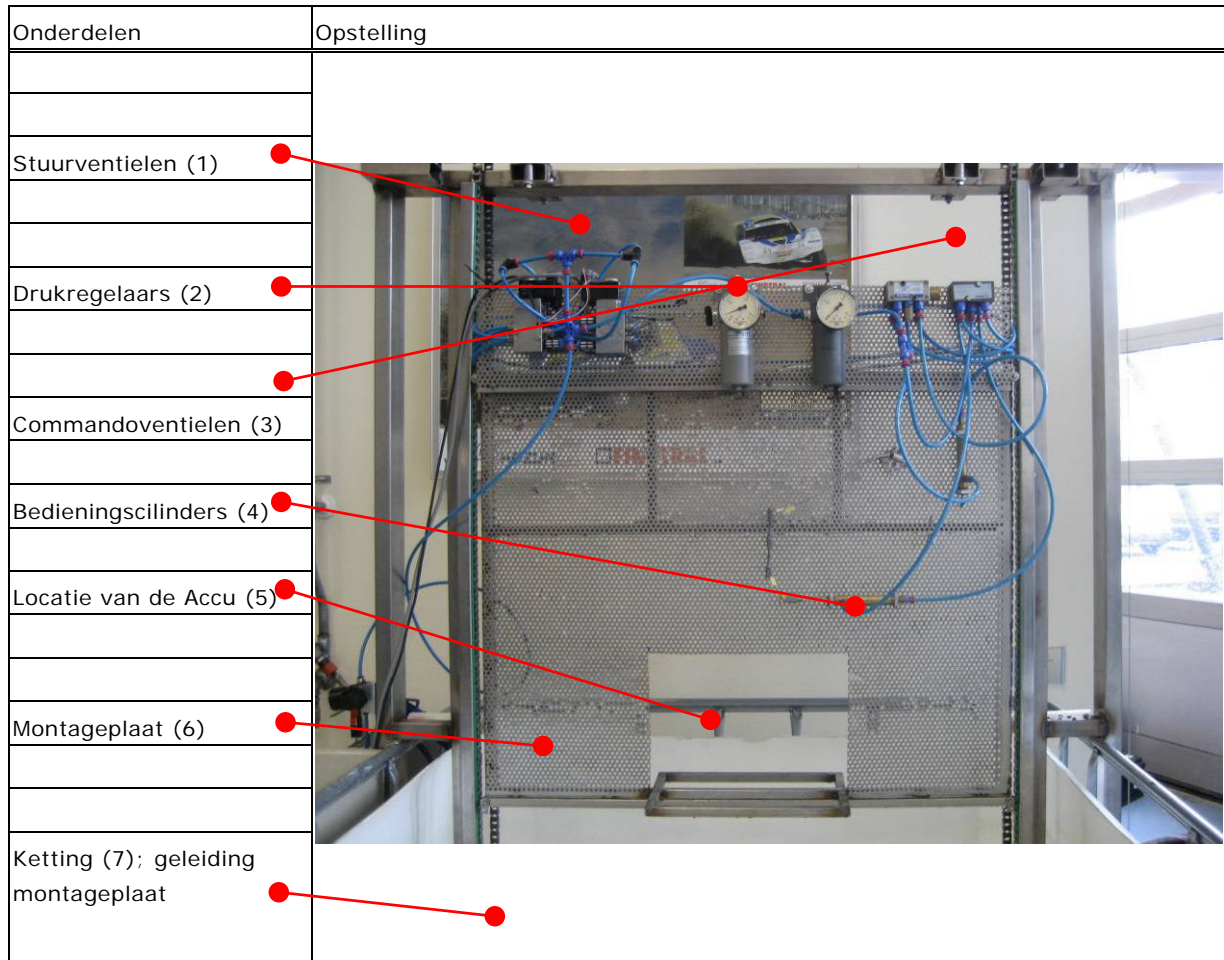 Onderdelen
Opstelling
Stuurventielen (1)
Drukregelaars (2)
Commandoventielen (3)
Bedieningscilinders (4)
Locatie van de Accu (5)
Montageplaat (6)
Ketting (7); geleiding
montageplaat